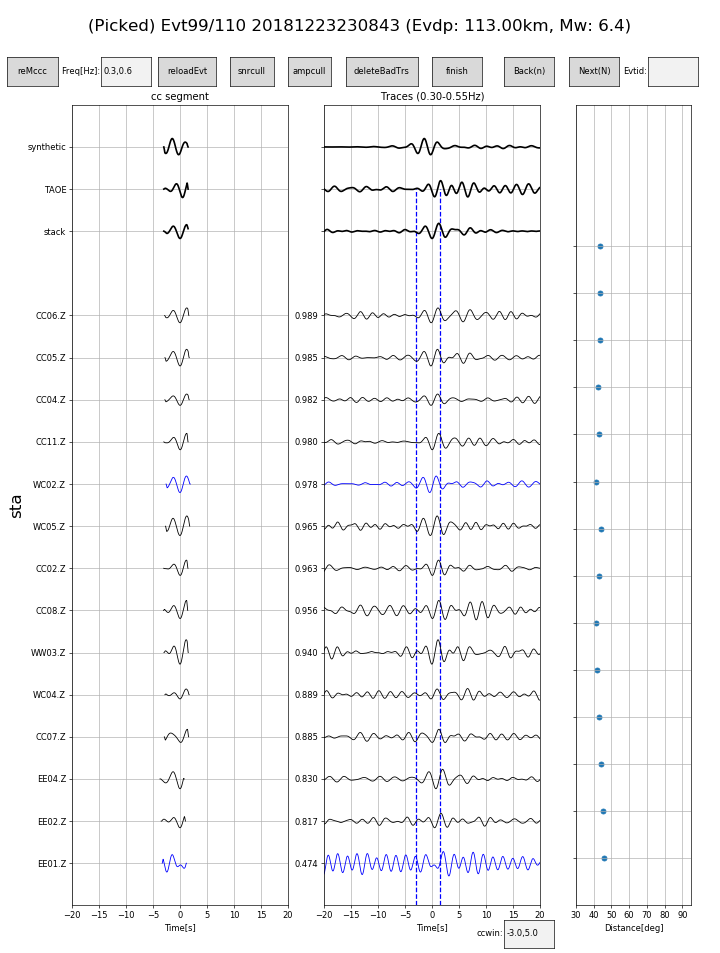 (Picked) Evt99/110 20181223230843 (Evdp: 113.00km, Mw: 6.4)
reMccc Freq[Hz]: 0.3,0.6 reloadEvt snrcull ampcull deleteBadTrs finish Back(n) Next(N) Evtid:
cc segment Traces (0.30-0.55Hz)
synthetic
TAOE
stack
CC06.Z 0.989
CC05.Z 0.985
CC04.Z 0.982
CC11.Z 0.980
WC02.Z 0.978
sta
WC05.Z 0.965
CC02.Z 0.963
CC08.Z 0.956
WW03.Z 0.940
WC04.Z 0.889
CC07.Z 0.885
EE04.Z 0.830
EE02.Z 0.817
EE01.Z 0.474
−20 −15 −10 −5 0 5 10 15 20 −20 −15 −10 −5 0 5 10 15 20 30 40 50 60 70 80 90
Time[s] Time[s] Distance[deg]
ccwin: -3.0,5.0